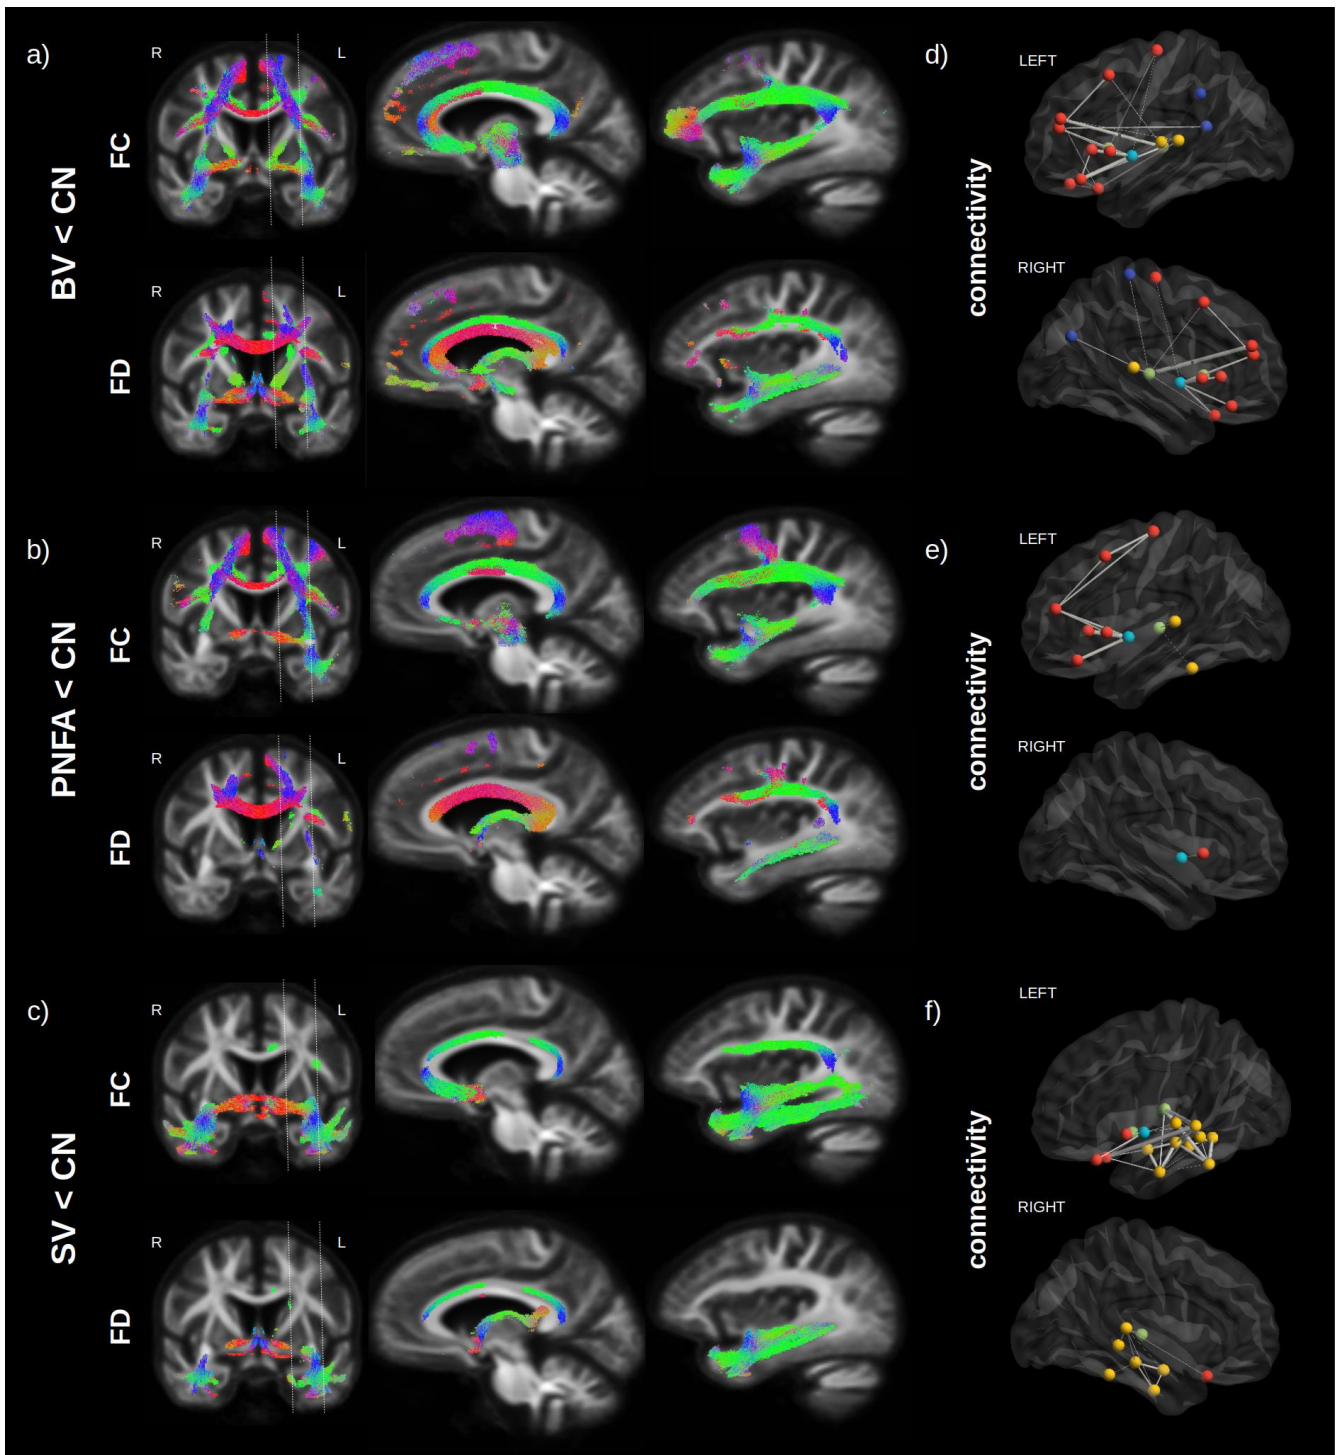 a)
R
L
FC
BV < CN
R
L
FD
d)
LEFT
connectivity
RIGHT
b)
R
L
FC
PNFA < CN
R
L
FD
e)
LEFT
connectivity
RIGHT
c)
R
L
FC
SV < CN
R
L
FD
f)
LEFT
connectivity
RIGHT